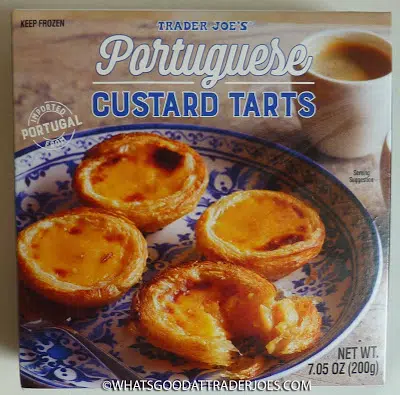 KEEP FROZEN
TRADER JOE'S®
Portuguese
CUSTARD TARTS
IMPORTED
FROM
PORTUGAL
Serving
Suggestion
NET WT.
7.05 OZ (200g)
©WHATSGOODATTRADERJOES.COM